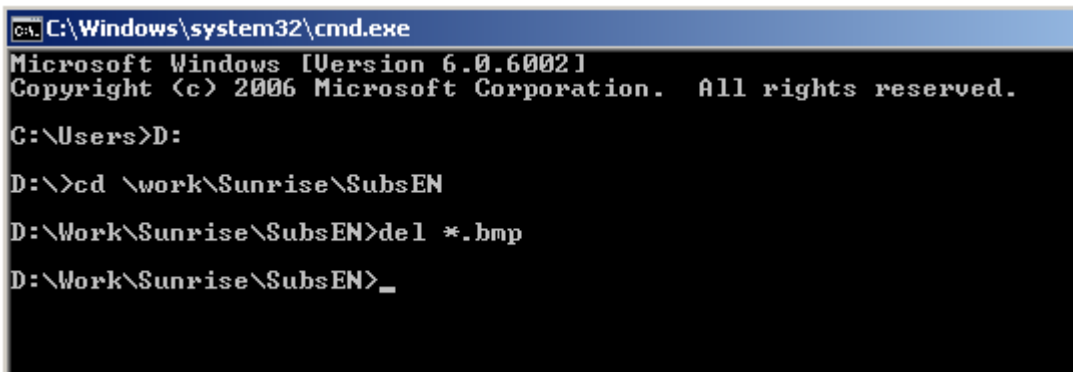 C:\Windows\system32\cmd.exe
Microsoft Windows [Version 6.0.6002]
Copyright (c) 2006 Microsoft Corporation.  All rights reserved.
C:\Users>D:
D:\>cd \work\Sunrise\SubsEN
D:\Work\Sunrise\SubsEN>del *.bmp
D:\Work\Sunrise\SubsEN>_